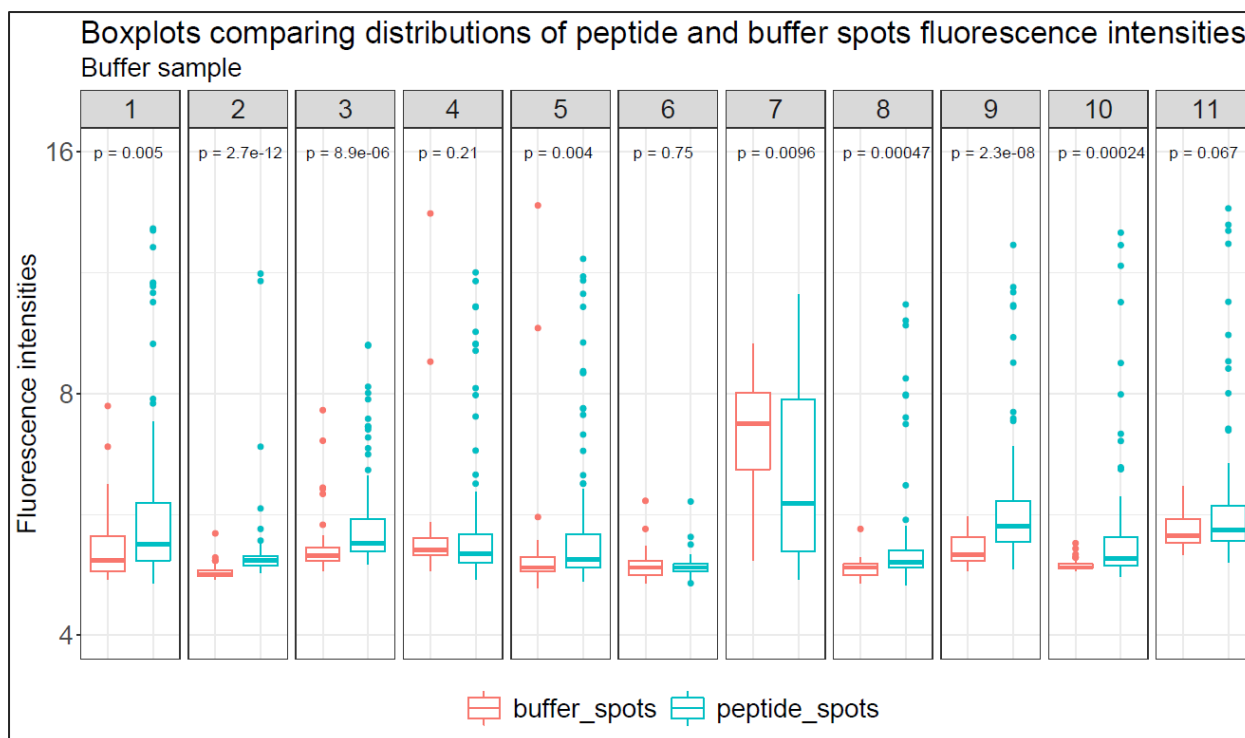 Boxplots comparing distributions of peptide and buffer spots fluorescence intensities
Buffer sample
1 2 3 4 5 6 7 8 9 10 11
16
p = 0.005 p = 2.7e-12 p = 8.9e-06 p = 0.21 p = 0.004 p = 0.75 p = 0.0096 p = 0.00047 p = 2.3e-08 p = 0.00024 p = 0.067
Fluorescence intensities
8
4
buffer_spots peptide_spots